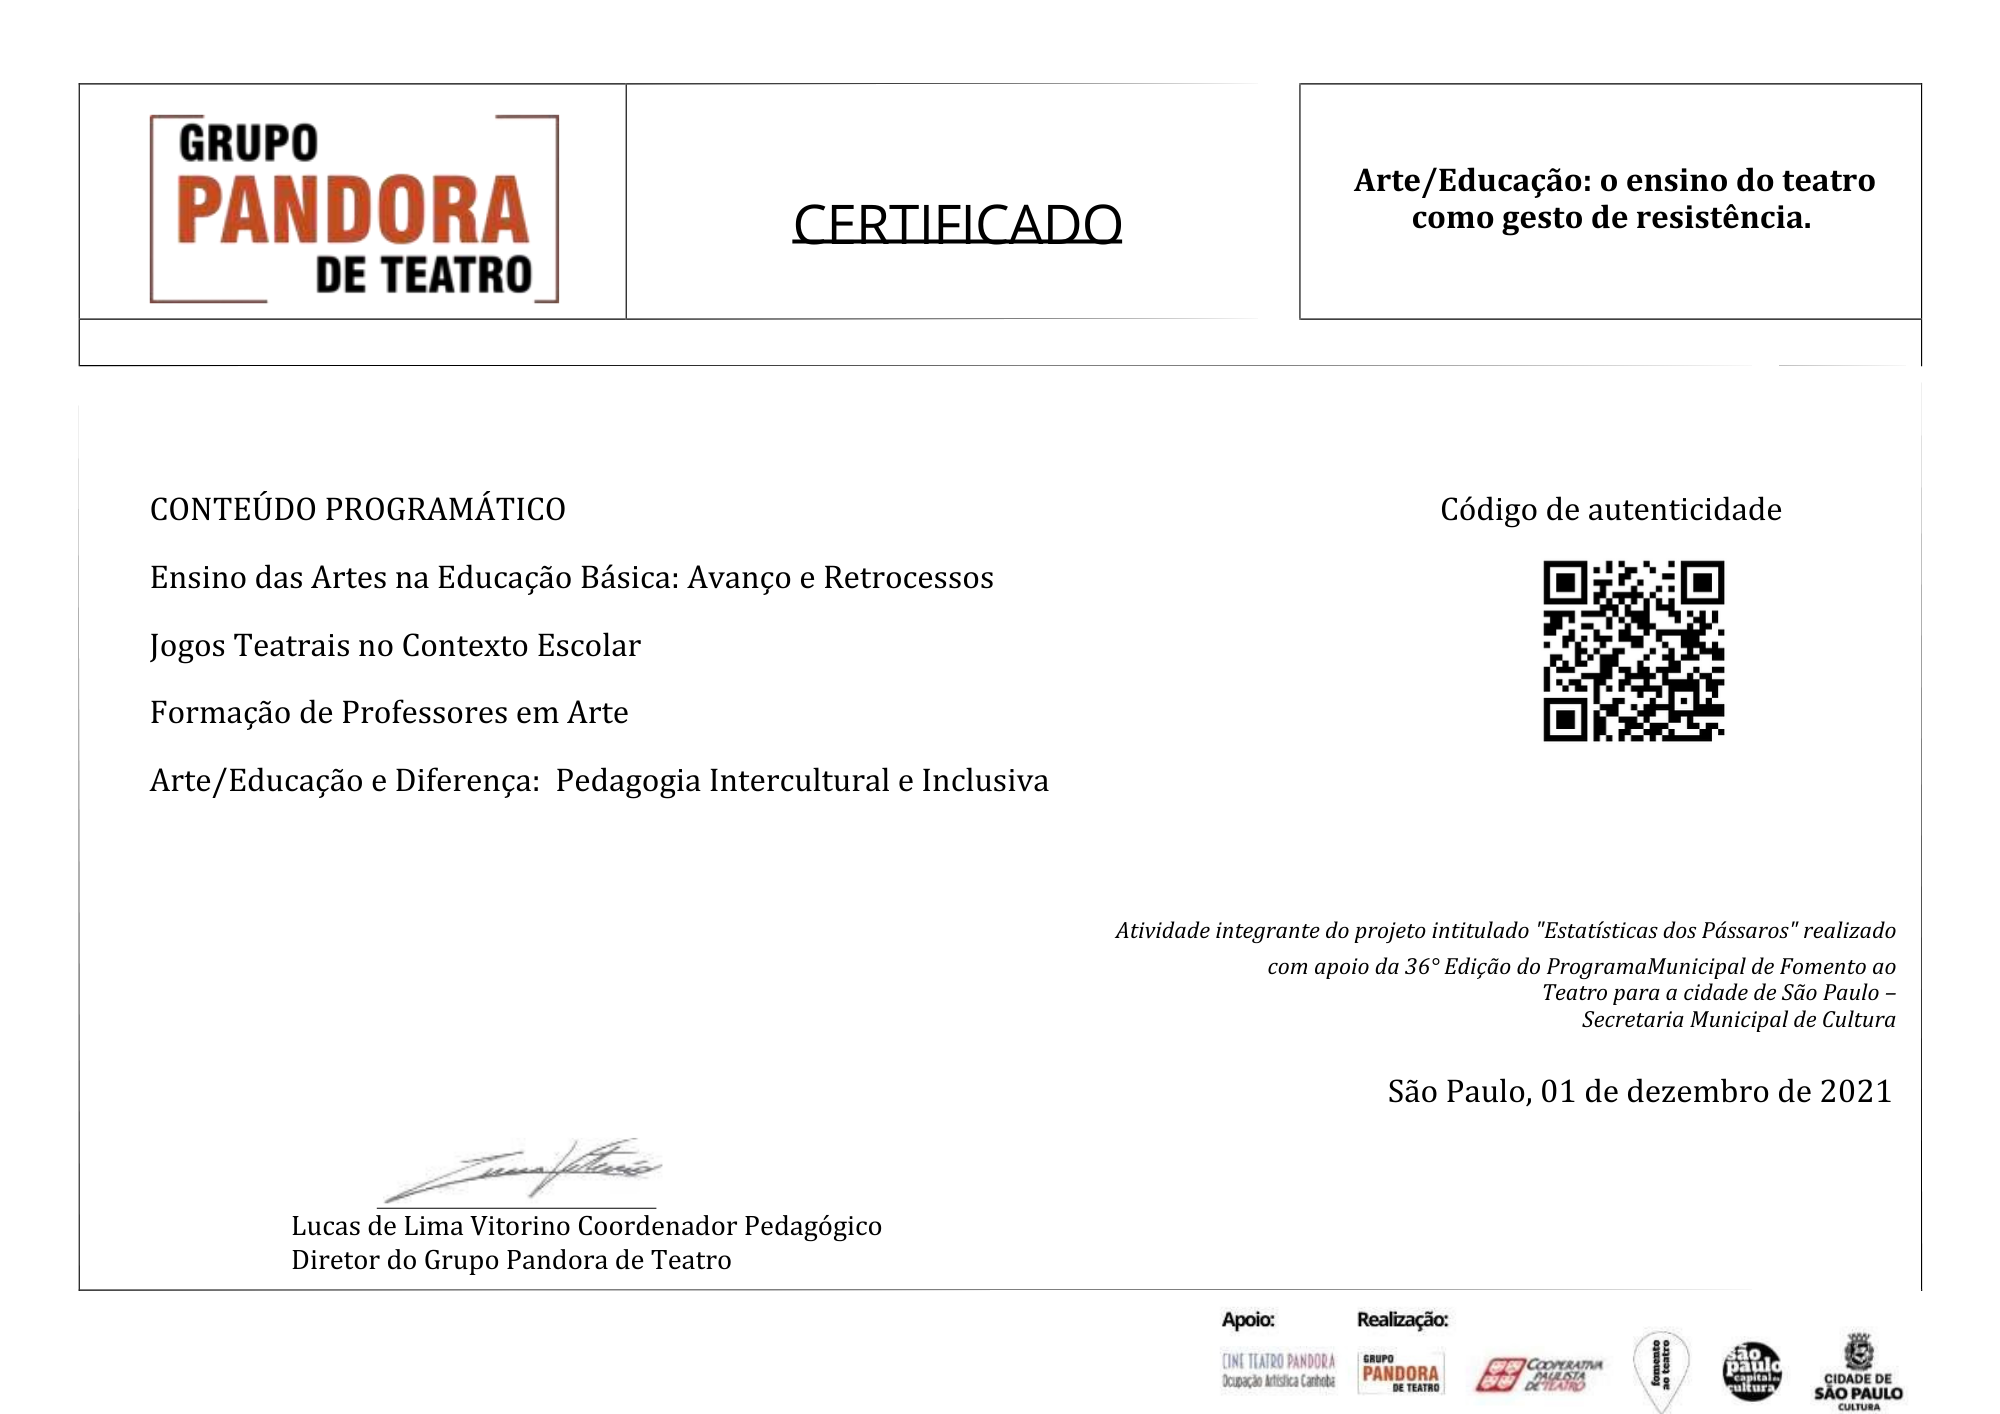 GRUPO
PANDORA
DE TEATRO
CERTIFICADO
Arte/Educação: o ensino do teatro
como gesto de resistência.
CONTEÚDO PROGRAMÁTICO
Ensino das Artes na Educação Básica: Avanço e Retrocessos
Jogos Teatrais no Contexto Escolar
Formação de Professores em Arte
Arte/Educação e Diferença:  Pedagogia Intercultural e Inclusiva
Código de autenticidade
Atividade integrante do projeto intitulado "Estatísticas dos Pássaros" realizado
com apoio da 36° Edição do ProgramaMunicipal de Fomento ao
Teatro para a cidade de São Paulo –
Secretaria Municipal de Cultura
São Paulo, 01 de dezembro de 2021
Lucas de Lima Vitorino Coordenador Pedagógico
Diretor do Grupo Pandora de Teatro
Apoio:
CINE TEATRO PANDORA
Ocupação Artística Canhoba
Realização:
GRUPO
PANDORA
DE TEATRO
COOPERATIVA
PAULISTA
DE TEATRO
fomento
ao teatro
são
paulo
capital da
cultura
CIDADE DE
SÃO PAULO
CULTURA